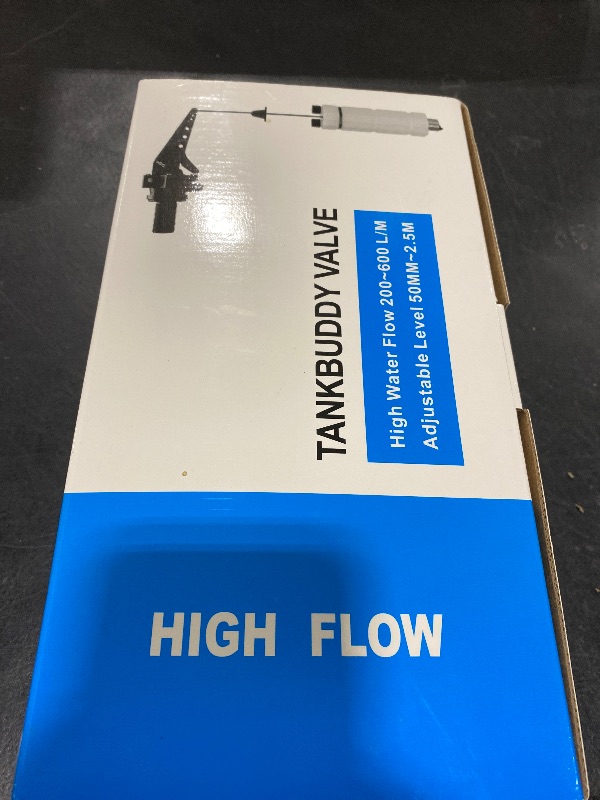 TANKBUDDY VALVE
High Water Flow 200~600 L/M
Adjustable Level 50MM~2.5M
HIGH FLOW